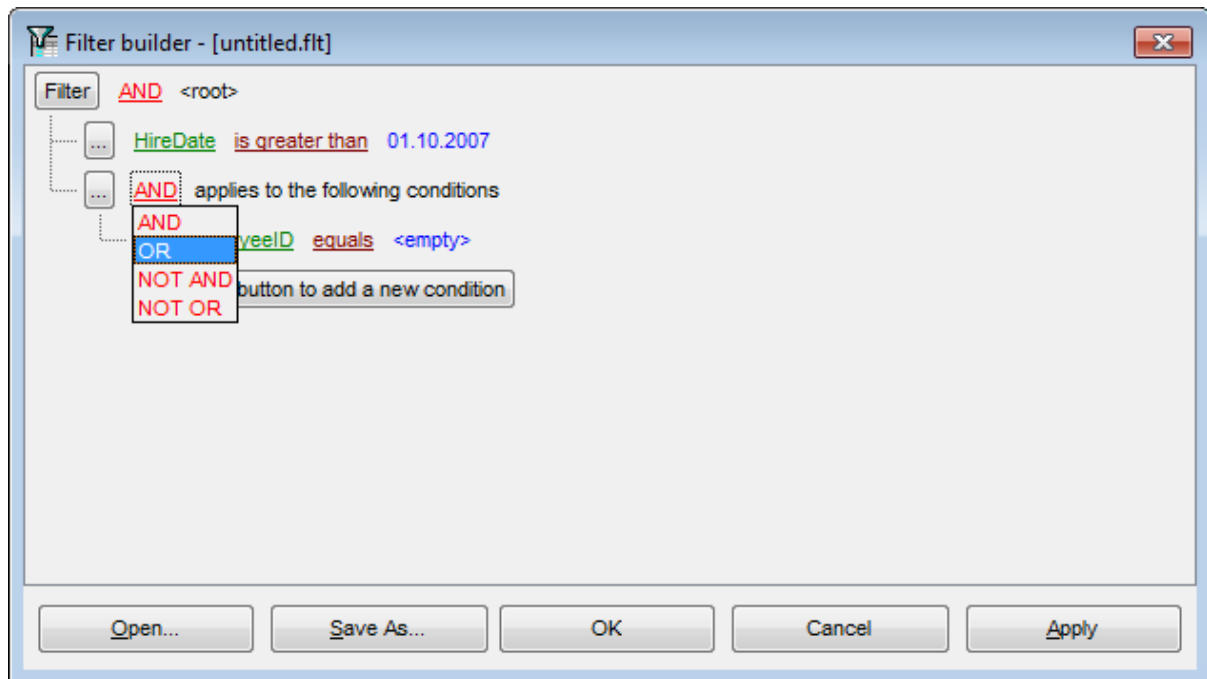 Filter builder - [untitled.flt]
Filter AND <root>
... HireDate is greater than 01.10.2007
... AND applies to the following conditions
AND
yeeID equals <empty>
OR
NOT AND
button to add a new condition
NOT OR
Open... Save As... OK Cancel Apply